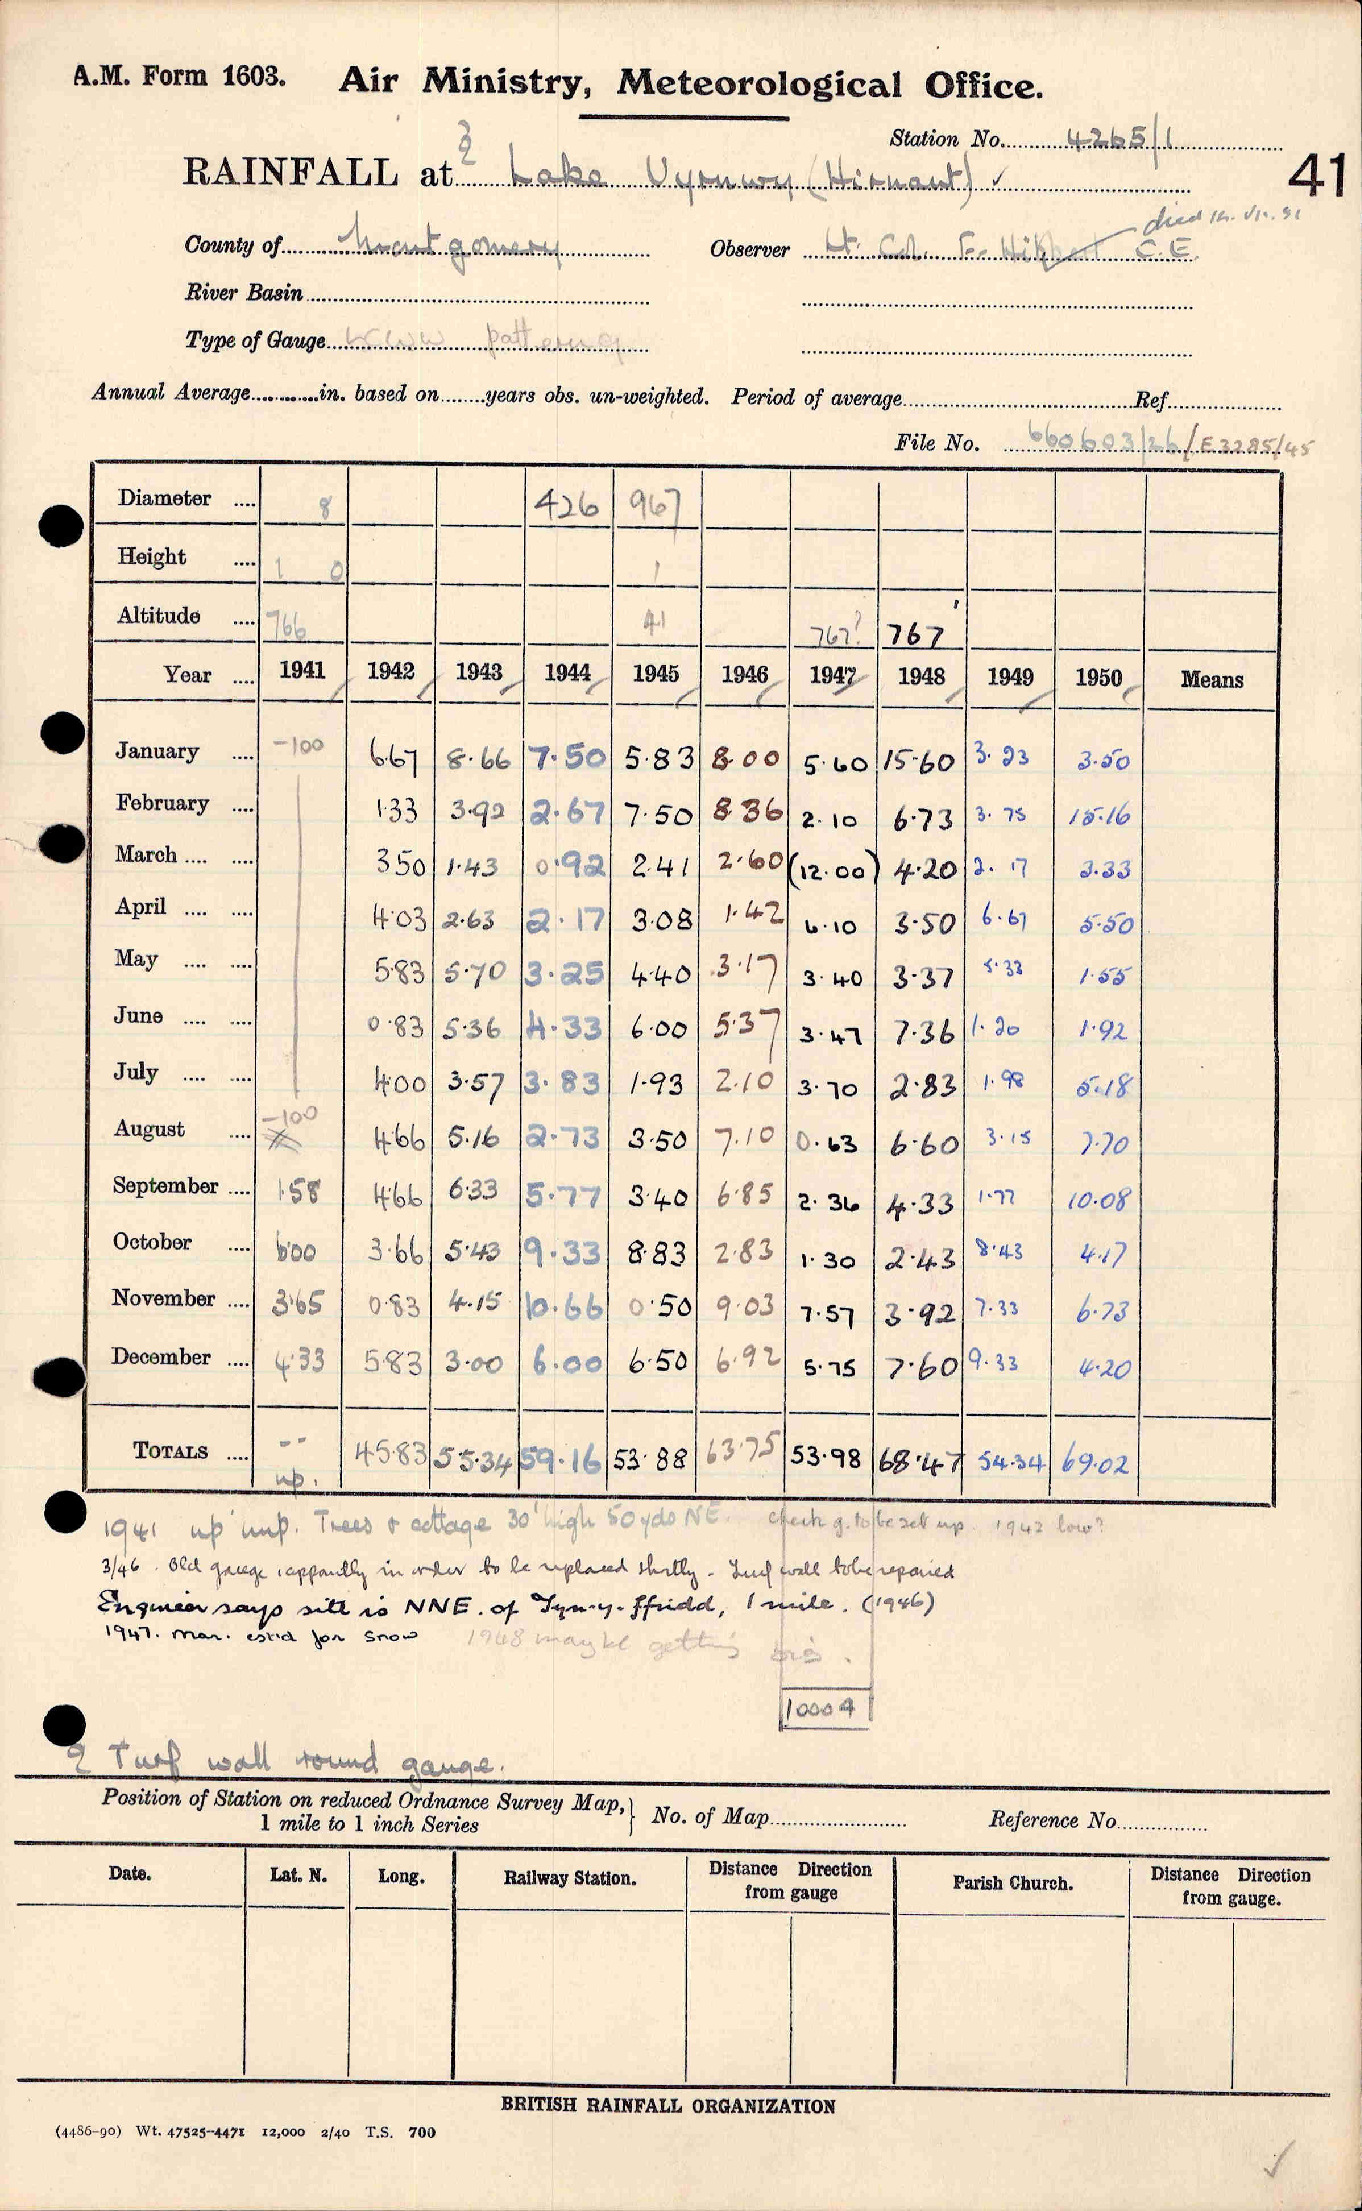 A.M. Form 1603. Air Ministry, Meteorological Office.
Station No. 4265/1
RAINFALL at Lake Vyrnwy (Hirnant) ✓
41
died
County of Montgomery Observer Lt. Col. F. Hibbert C.E.
River Basin
Type of Gauge pattern
Annual Average in. based on years obs. un-weighted. Period of average Ref.
File No. 660603/26/E3285/45
Diameter 8 426 967
Height 1 0 1
Altitude 766 41 767? 767'
Year 1941 1942 1943 1944 1945 1946 1947 1948 1949 1950 Means
January -100 6.67 8.66 7.50 5.83 8.00 5.60 15.60 3.23 3.50
February 1.33 3.92 2.67 7.50 8.36 2.10 6.73 3.75 15.16
March 3.50 1.43 0.92 2.41 2.60 (12.00) 4.20 2.17 3.33
April 4.03 2.63 2.17 3.08 1.42 6.10 3.50 6.67 5.50
May 5.83 5.70 3.25 4.40 3.17 3.40 3.37 5.33 1.55
June 0.83 5.36 4.33 6.00 5.37 3.47 7.36 1.20 1.92
July 4.00 3.57 3.83 1.93 2.10 3.70 2.83 1.98 5.18
August -100 4.66 5.16 2.73 3.50 7.10 0.63 6.60 3.15 7.70
September 1.58 4.66 6.33 5.77 3.40 6.85 2.36 4.33 1.77 10.08
October 6.00 3.66 5.43 9.33 8.83 2.83 1.30 2.43 8.43 4.17
November 3.65 0.83 4.15 10.66 0.50 9.03 7.57 3.92 7.33 6.73
December 4.33 5.83 3.00 6.00 6.50 6.92 5.75 7.60 9.33 4.20
TOTALS -- 45.83 55.34 59.16 53.88 63.75 53.98 68.47 54.34 69.02
up.
1941 up unp. Trees & cottage 30' high 50 yds NE. check g. to be set up 1942 low?
3/46. Old gauge, apparently in order to be replaced shortly - Turf wall to be repaired
Engineer says site is NNE. of Tyn-y-ffridd, 1 mile. (1946)
1947. Mar. est'd for snow 1948 may be getting big.
10004
Turf wall round gauge.
Position of Station on reduced Ordnance Survey Map, 1 mile to 1 inch Series} No. of Map Reference No.
Date. Lat. N. Long. Railway Station. Distance Direction from gauge Parish Church. Distance Direction from gauge.
BRITISH RAINFALL ORGANIZATION
(4486-90) Wt. 47525-4471 12,000 2/40 T.S. 700
✓